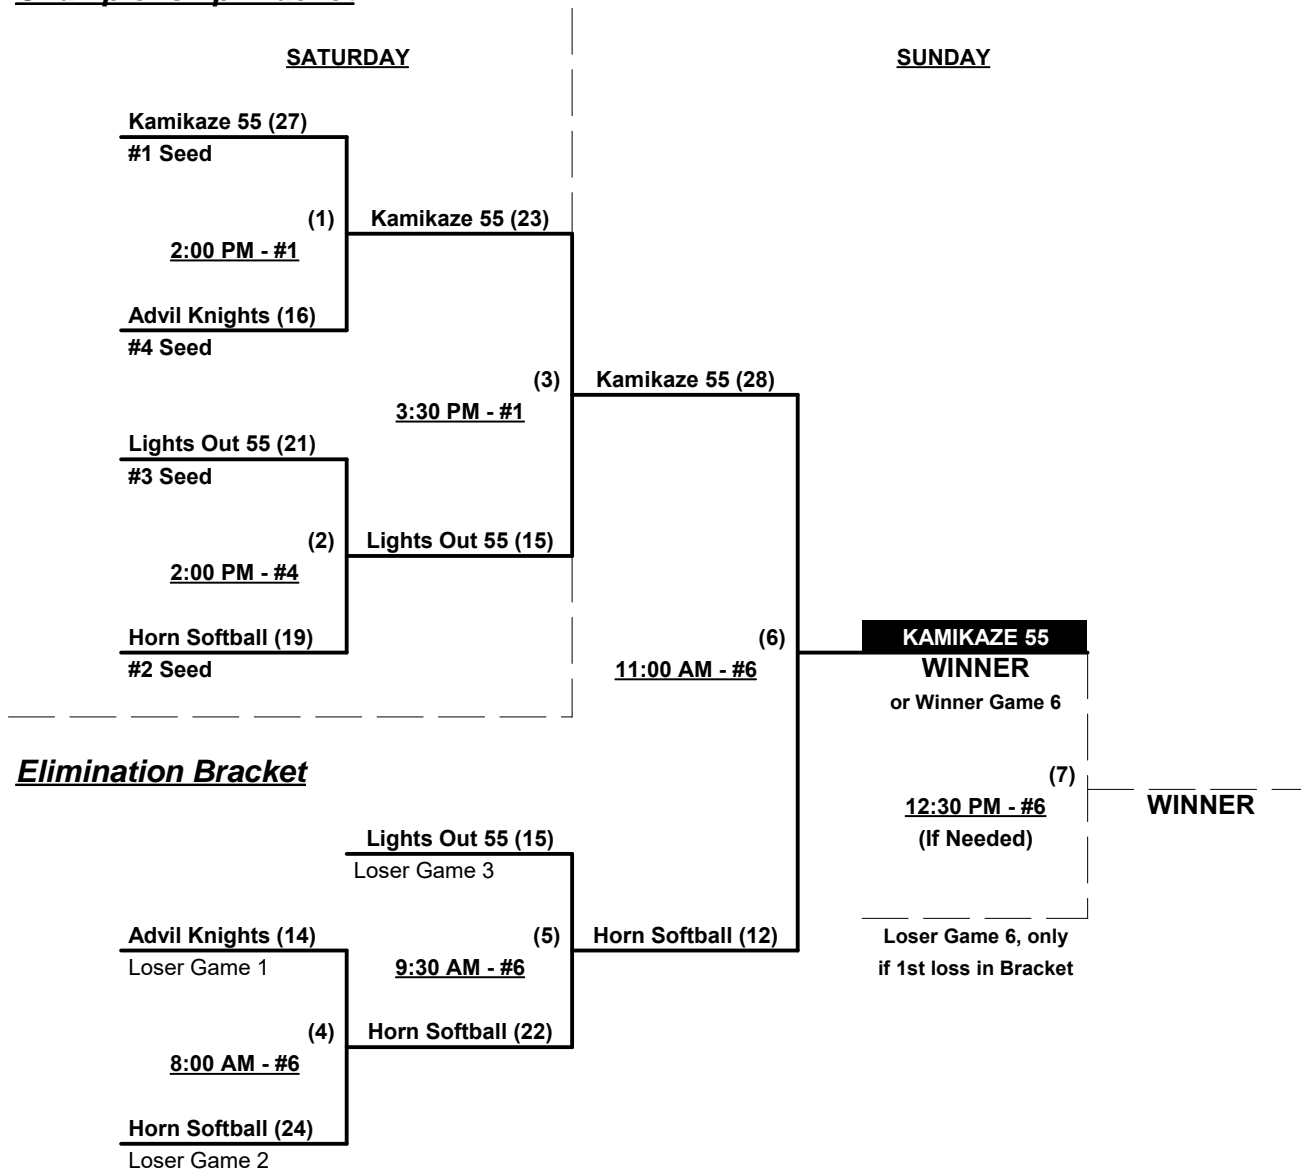 SATURDAY
SUNDAY
Kamikaze 55 (27)
#1 Seed
(1)
Kamikaze 55 (23)
2:00 PM - #1
Advil Knights (16)
#4 Seed
(3)
Kamikaze 55 (28)
3:30 PM - #1
Lights Out 55 (21)
#3 Seed
(2)
Lights Out 55 (15)
2:00 PM - #4
Horn Softball (19)
#2 Seed
(6)
11:00 AM - #6
KAMIKAZE 55
WINNER
or Winner Game 6
Elimination Bracket
(7)
12:30 PM - #6
(If Needed)
WINNER
Lights Out 55 (15)
Loser Game 3
Advil Knights (14)
Loser Game 1
(5)
9:30 AM - #6
Horn Softball (12)
Loser Game 6, only
if 1st loss in Bracket
(4)
8:00 AM - #6
Horn Softball (22)
Horn Softball (24)
Loser Game 2